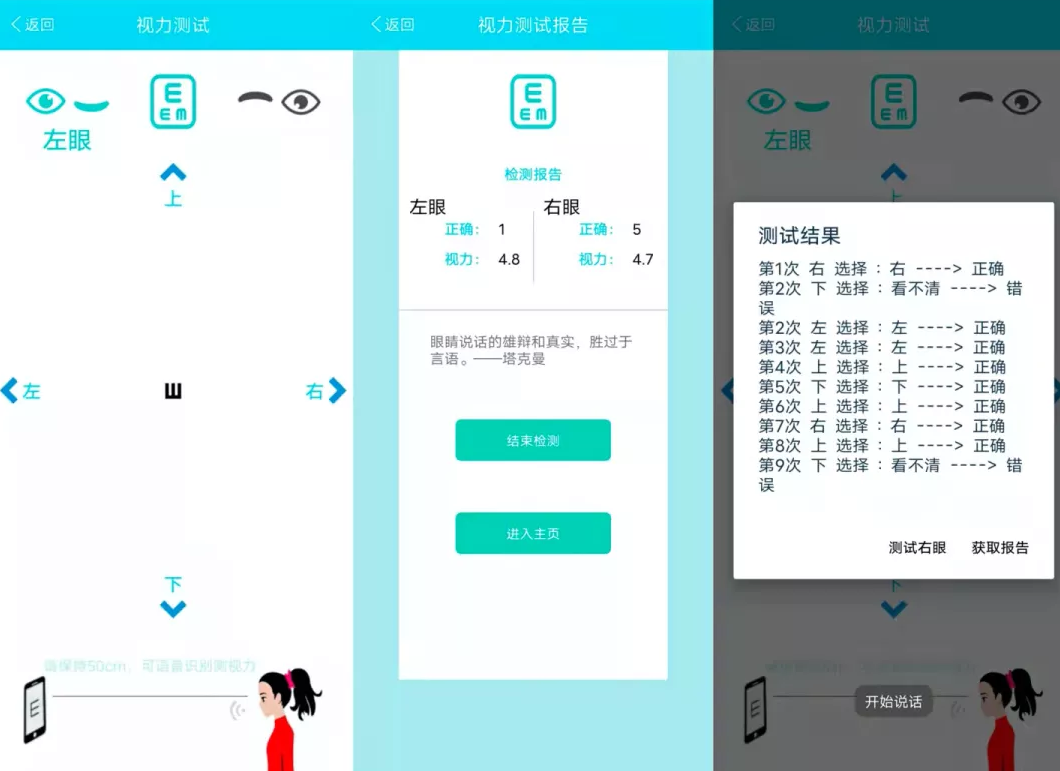 返回
视力测试
左眼
E
E m
上
左
E
右
下
请保持50cm，可语音识别测视力
E
返回
视力测试报告
E
E m
检测报告
左眼
正确： 1
视力： 4.8
右眼
正确： 5
视力： 4.7
眼睛说话的雄辩和真实，胜过于
言语。——塔克曼
结束检测
进入主页
返回
视力测试
左眼
E
E m
上
测试结果
第1次 右 选择 ：右 ----> 正确
第2次 下 选择 ：看不清 ----> 错
误
第2次 左 选择 ：左 ----> 正确
第3次 左 选择 ：左 ----> 正确
第4次 上 选择 ：上 ----> 正确
第5次 下 选择 ：下 ----> 正确
第6次 上 选择 ：上 ----> 正确
第7次 右 选择 ：右 ----> 正确
第8次 上 选择 ：上 ----> 正确
第9次 下 选择 ：看不清 ----> 错
误
测试右眼 获取报告
下
开始说话
E